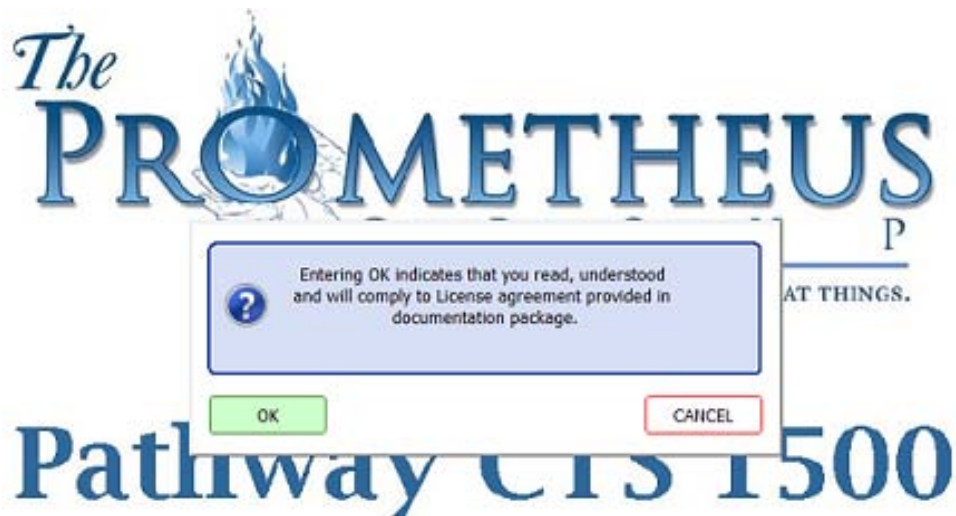 The
PROMETHEUS
P
AT THINGS.
Entering OK indicates that you read, understood
and will comply to License agreement provided in
documentation package.
OK
CANCEL
Pathway CTS 1500